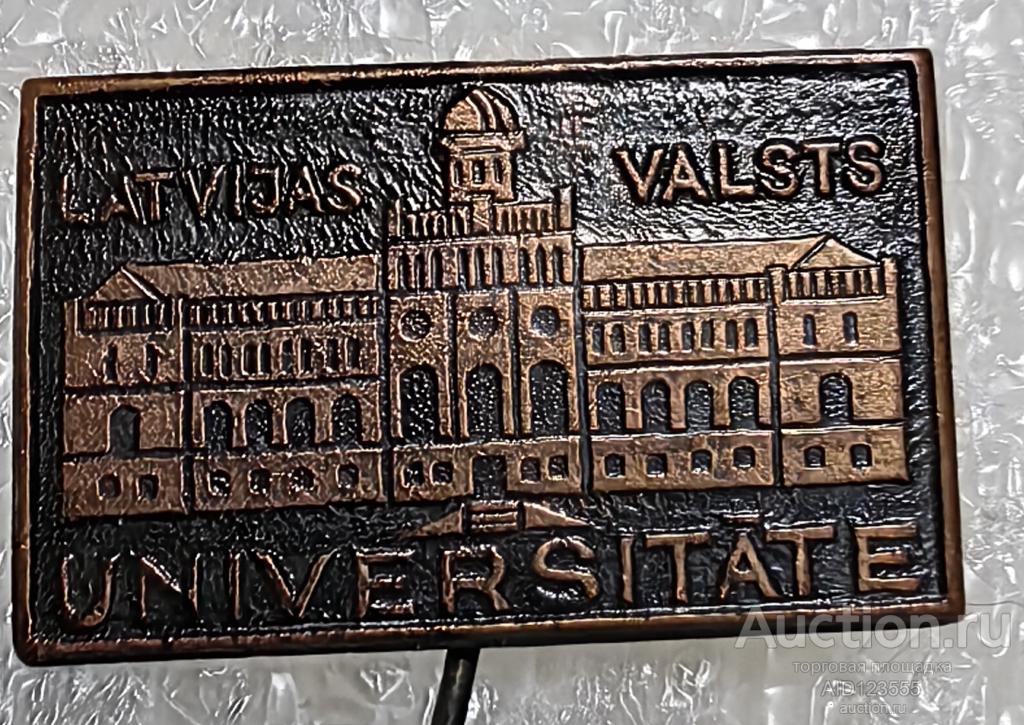 LATVIJAS VALSTS
UNIVERSITĀTE
Auction.ru
торговая площадка
AID123555
auction.ru